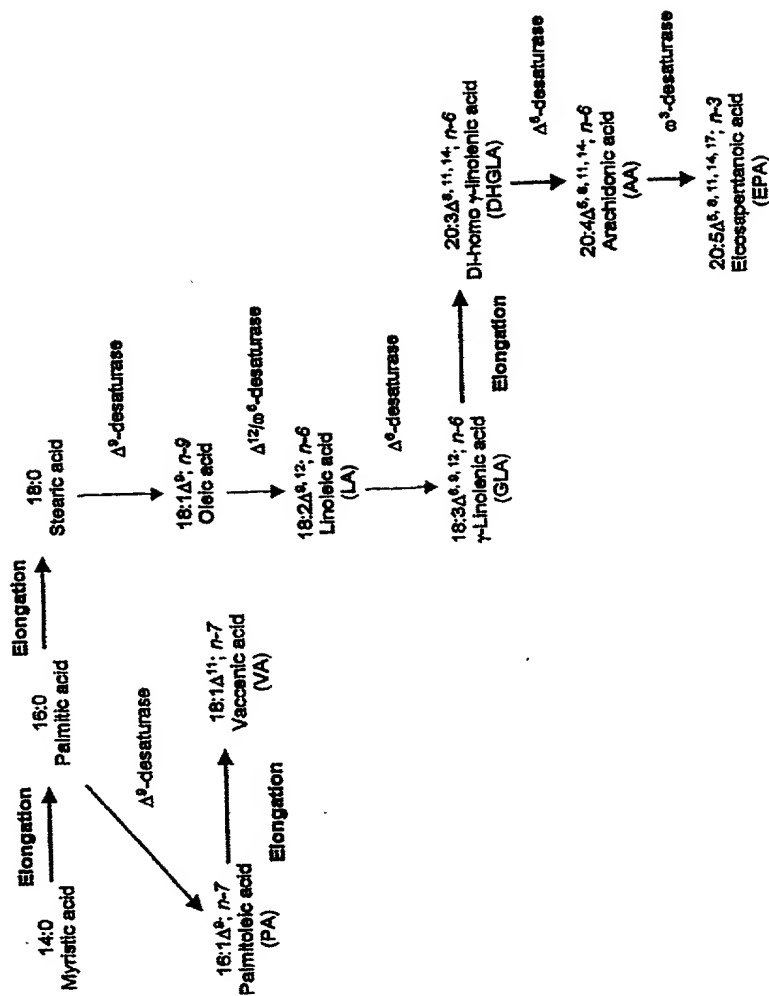 14:0
Myristic acid
Elongation
16:0
Palmitic acid
Elongation
18:0
Stearic acid
Δ⁹-desaturase
Δ⁹-desaturase
16:1Δ⁹; n-7
Palmitoleic acid
(PA)
Elongation
18:1Δ¹¹; n-7
Vaccenic acid
(VA)
18:1Δ⁹; n-9
Oleic acid
Δ¹²/ω⁶-desaturase
18:2Δ⁹, ¹²; n-6
Linoleic acid
(LA)
Δ⁶-desaturase
18:3Δ⁶, ⁹, ¹²; n-6
γ-Linolenic acid
(GLA)
Elongation
20:3Δ⁸, ¹¹, ¹⁴; n-6
Di-homo γ-linolenic acid
(DHGLA)
Δ⁵-desaturase
20:4Δ⁵, ⁸, ¹¹, ¹⁴; n-6
Arachidonic acid
(AA)
ω³-desaturase
20:5Δ⁵, ⁸, ¹¹, ¹⁴, ¹⁷; n-3
Eicosapentanoic acid
(EPA)